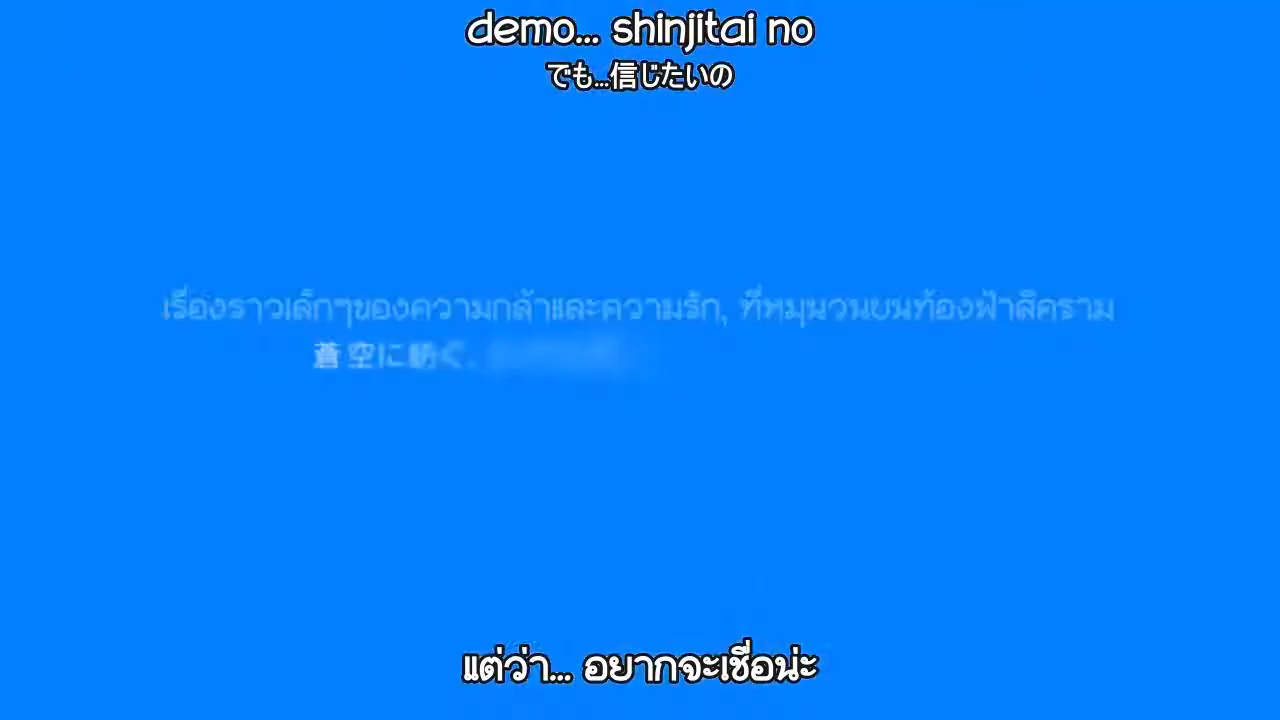 demo... shinjitai no
でも...信じたいの
เรื่องราวเล็กๆของความกล้าและความรัก, ที่หมุนวนบนท้องฟ้าสีคราม
蒼空に紡ぐ、
แต่ว่า... อยากจะเชื่อน่ะ